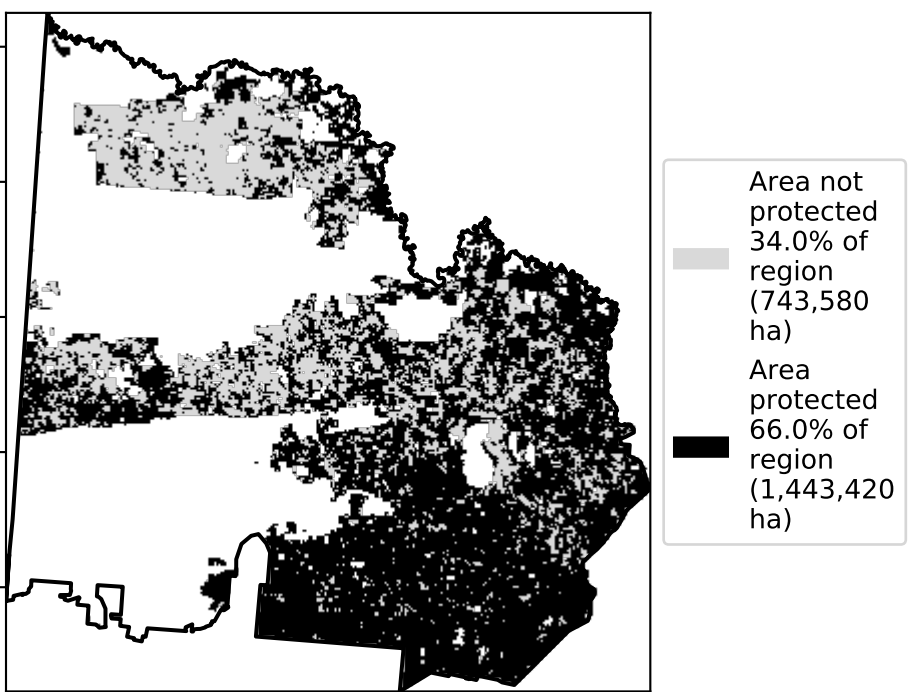 Area not
protected
34.0% of
region
(743,580
ha)
Area
protected
66.0% of
region
(1,443,420
ha)